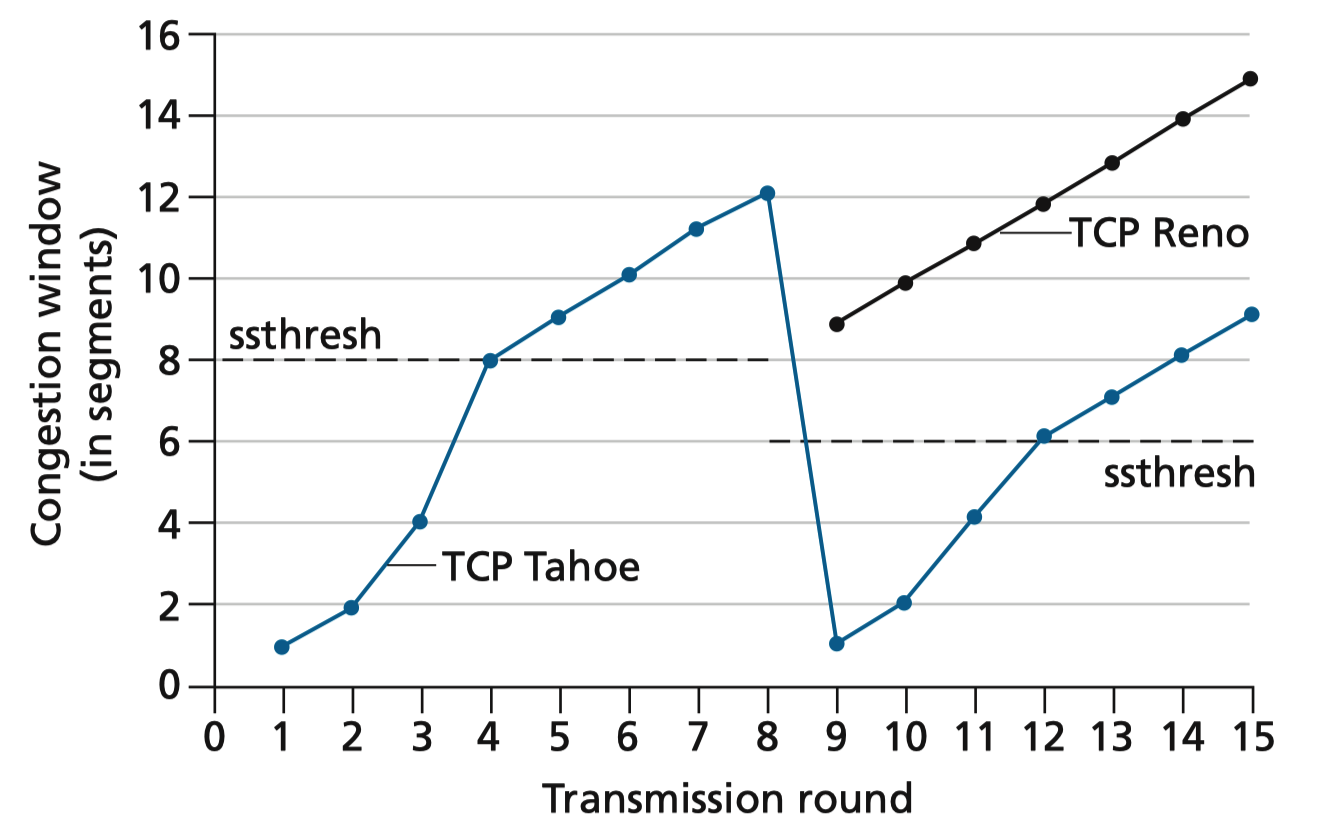 16
14
12
10
8
6
4
2
0
Congestion window
(in segments)
ssthresh
TCP Reno
ssthresh
TCP Tahoe
0 1 2 3 4 5 6 7 8 9 10 11 12 13 14 15
Transmission round